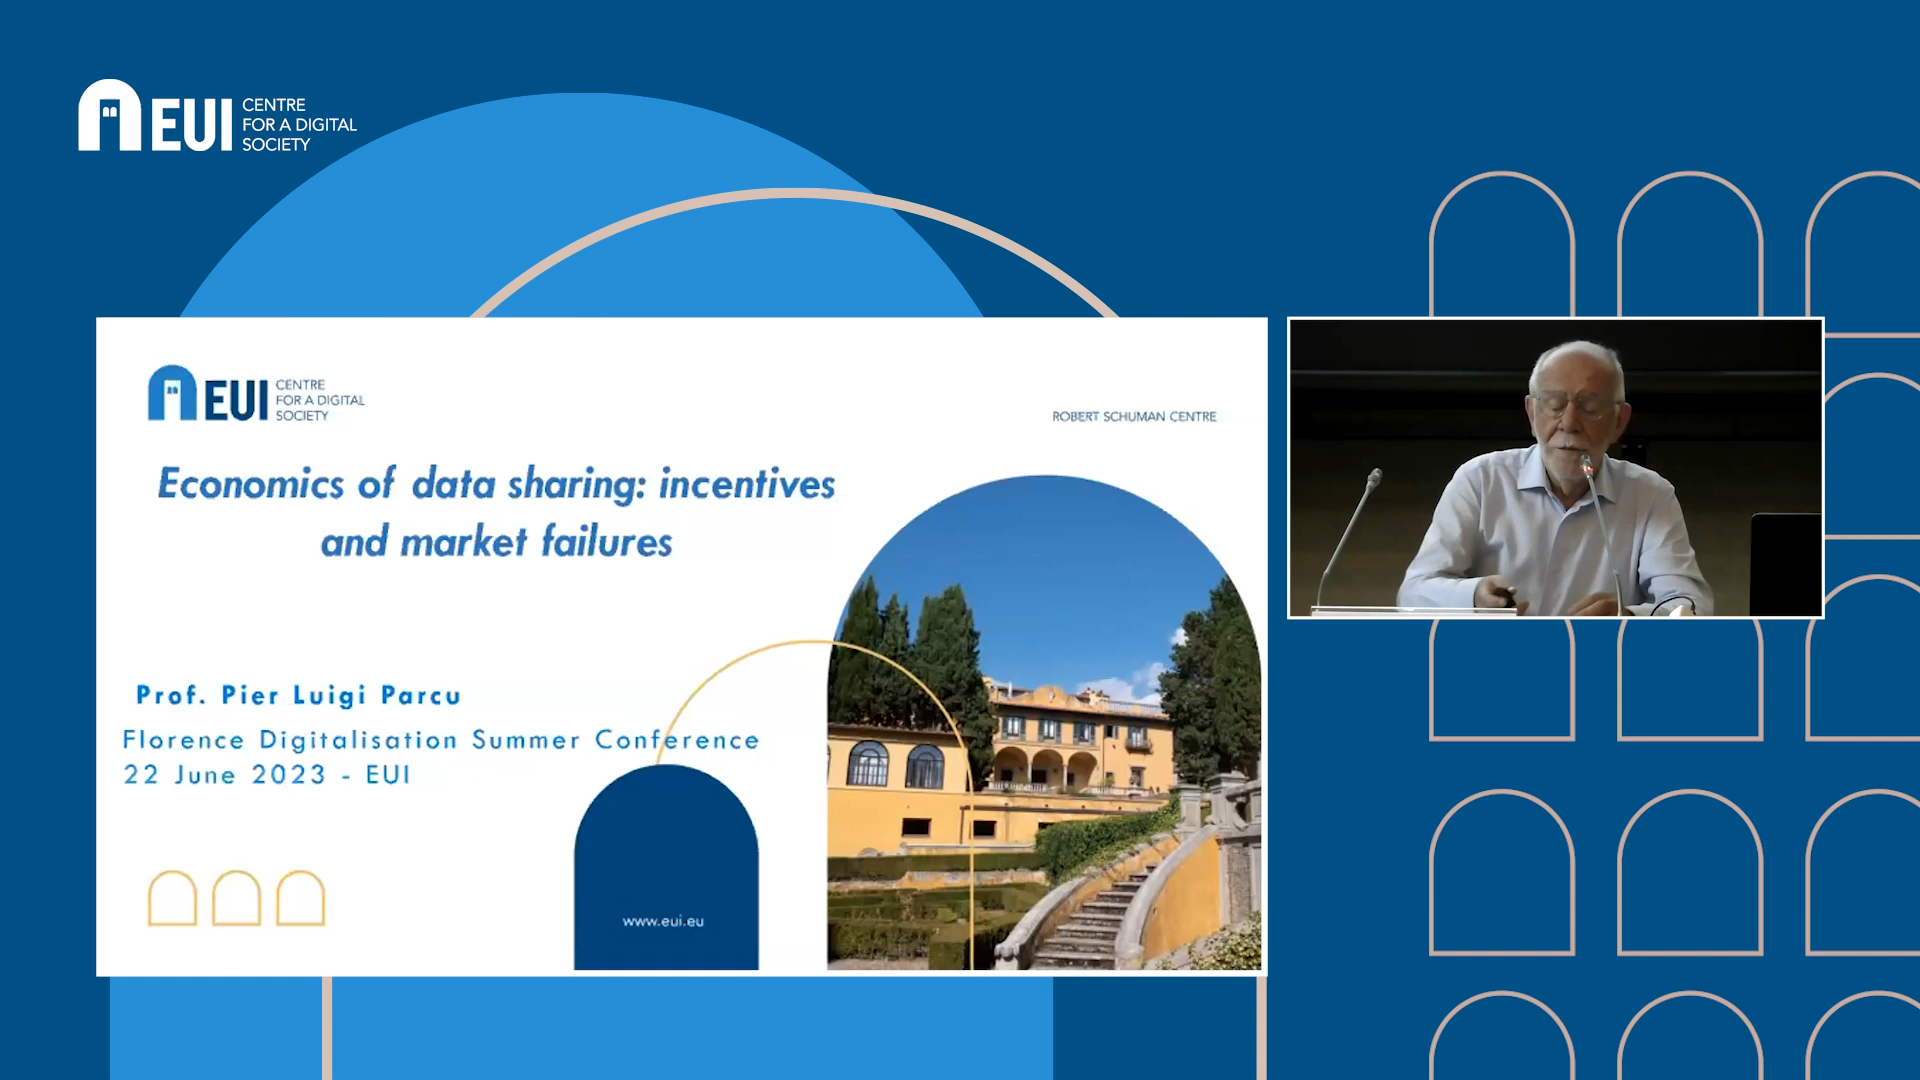 EUI
CENTRE
FOR A DIGITAL
SOCIETY
EUI
CENTRE
FOR A DIGITAL
SOCIETY
ROBERT SCHUMAN CENTRE
Economics of data sharing: incentives
and market failures
Prof. Pier Luigi Parcu
Florence Digitalisation Summer Conference
22 June 2023 - EUI
www.eui.eu